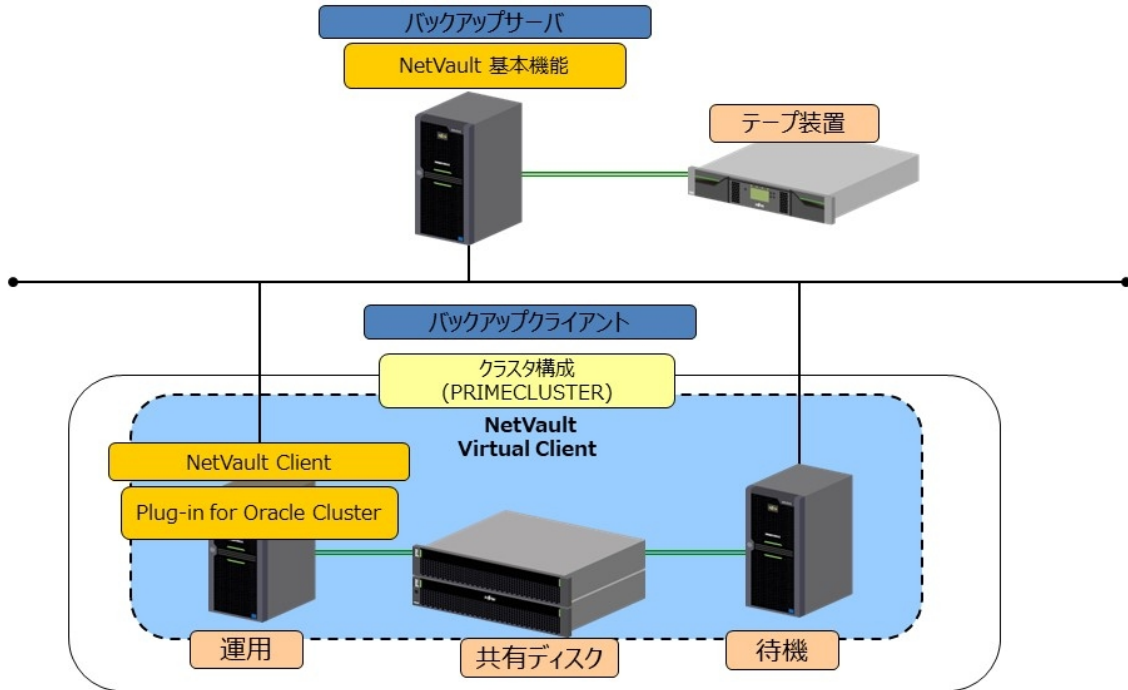 バックアップサーバ
NetVault 基本機能
テープ装置
バックアップクライアント
クラスタ構成
(PRIMECLUSTER)
NetVault
Virtual Client
NetVault Client
Plug-in for Oracle Cluster
運用
共有ディスク
待機